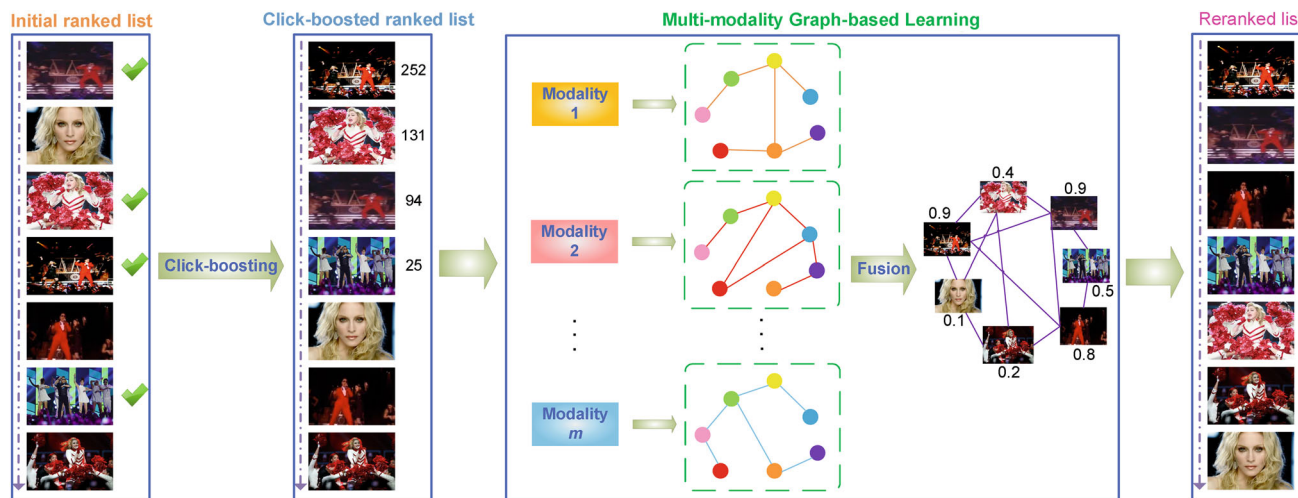 Initial ranked list
Click-boosted ranked list
Multi-modality Graph-based Learning
Reranked lis
252
131
94
25
Click-boosting
Modality
1
Modality
2
Modality
m
Fusion
0.4
0.9
0.9
0.5
0.1
0.8
0.2